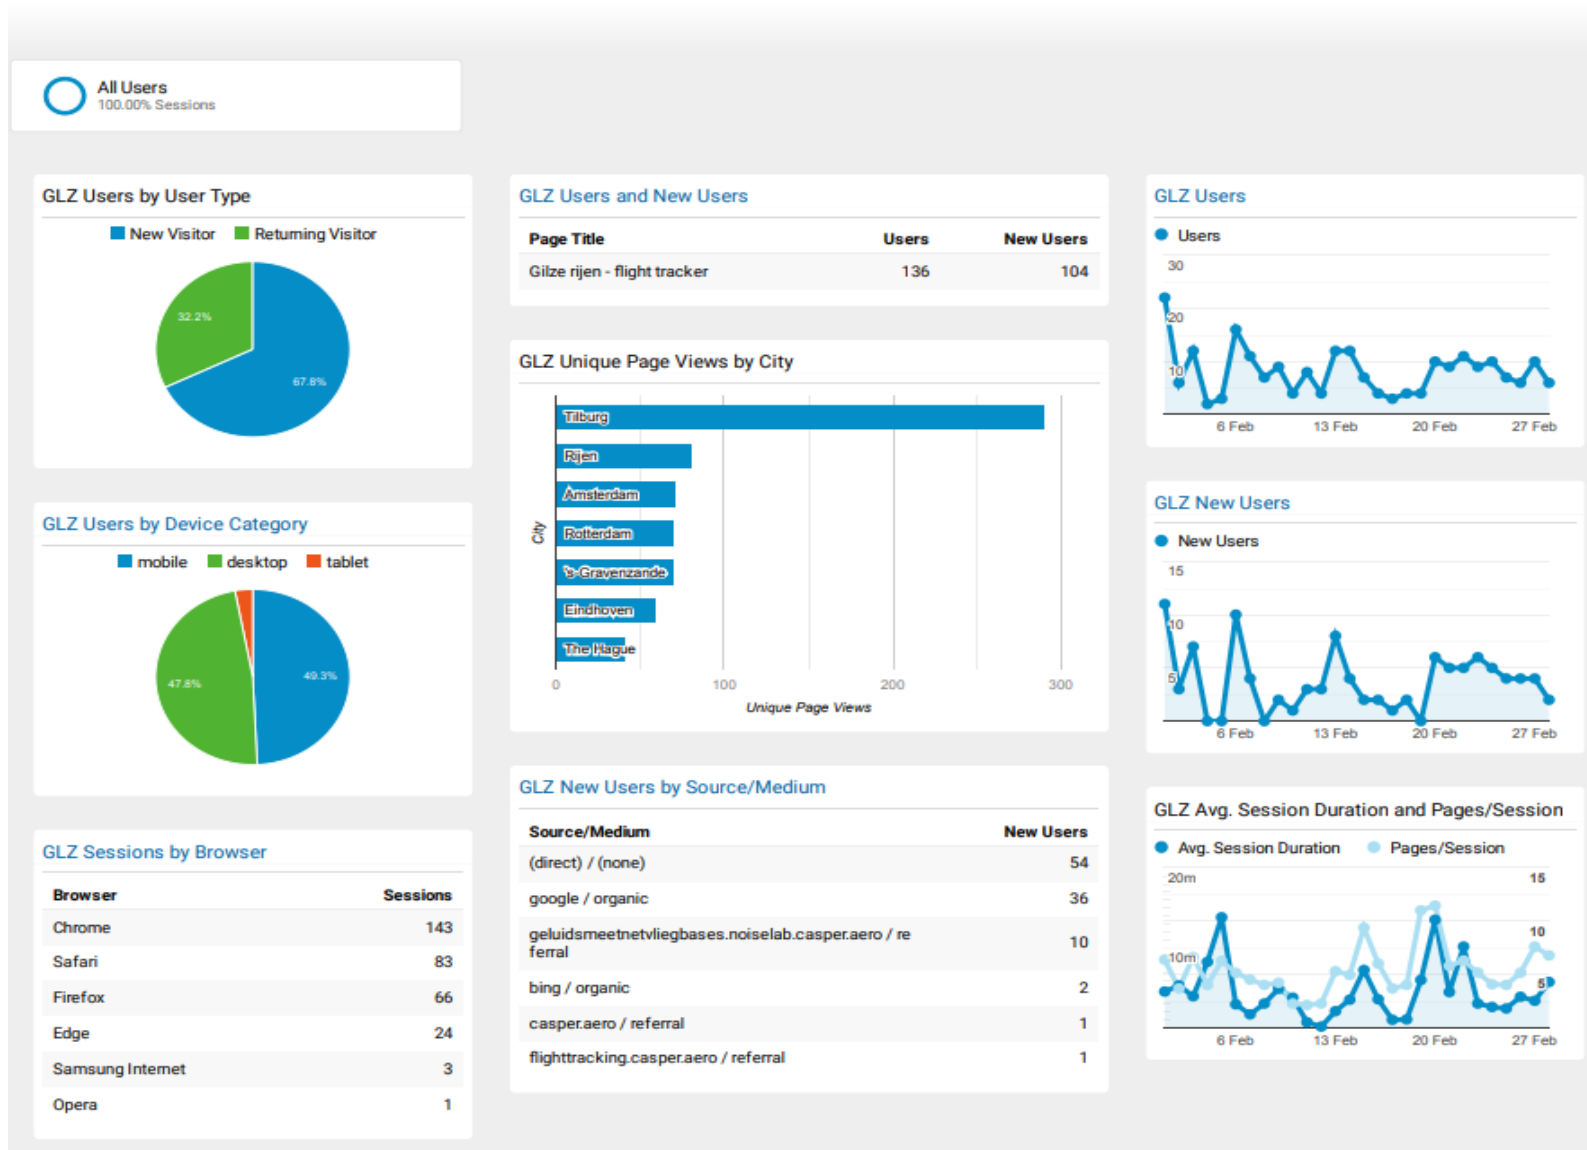 All Users
100.00% Sessions
GLZ Users by User Type
New Visitor Returning Visitor
32.2%
67.8%
GLZ Users by Device Category
mobile desktop tablet
47.8%
49.3%
GLZ Sessions by Browser
Browser Sessions
Chrome 143
Safari 83
Firefox 66
Edge 24
Samsung Internet 3
Opera 1
GLZ Users and New Users
Page Title Users New Users
Gilze rijen - flight tracker 136 104
GLZ Unique Page Views by City
City
Tilburg
Rijen
Amsterdam
Rotterdam
's-Gravenzande
Eindhoven
The Hague
0 100 200 300
Unique Page Views
GLZ New Users by Source/Medium
Source/Medium New Users
(direct) / (none) 54
google / organic 36
geluidsmeetnetvliegbases.noiselab.casper.aero / re
ferral 10
bing / organic 2
casper.aero / referral 1
flighttracking.casper.aero / referral 1
GLZ Users
Users
30
20
10
6 Feb 13 Feb 20 Feb 27 Feb
GLZ New Users
New Users
15
10
5
6 Feb 13 Feb 20 Feb 27 Feb
GLZ Avg. Session Duration and Pages/Session
Avg. Session Duration Pages/Session
20m 15
10
10m
5
6 Feb 13 Feb 20 Feb 27 Feb